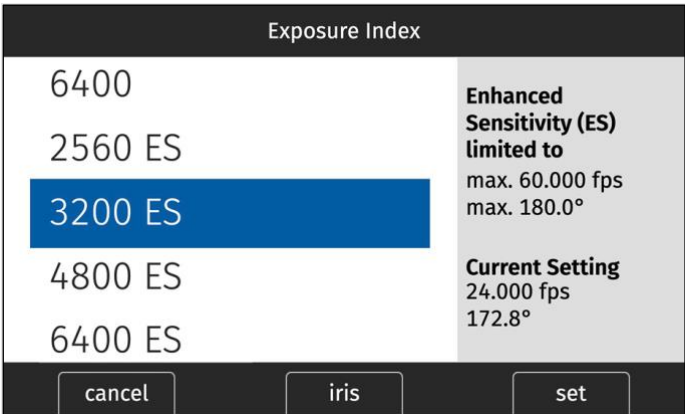 Exposure Index
6400
2560 ES
3200 ES
4800 ES
6400 ES
Enhanced
Sensitivity (ES)
limited to
max. 60.000 fps
max. 180.0°
Current Setting
24.000 fps
172.8°
cancel
iris
set